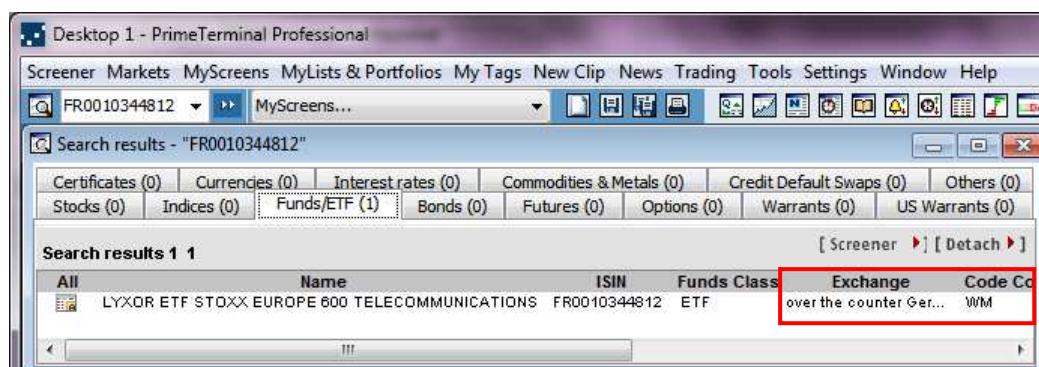 Desktop 1 - PrimeTerminal Professional
Screener Markets MyScreens MyLists & Portfolios My Tags New Clip News Trading Tools Settings Window Help
FR0010344812 MyScreens...
Search results - "FR0010344812"
Certificates (0) Currencies (0) Interest rates (0) Commodities & Metals (0) Credit Default Swaps (0) Others (0)
Stocks (0) Indices (0) Funds/ETF (1) Bonds (0) Futures (0) Options (0) Warrants (0) US Warrants (0)
Search results 1 1 [ Screener ] [ Detach ]
All Name ISIN Funds Class Exchange Code Co
LYXOR ETF STOXX EUROPE 600 TELECOMMUNICATIONS FR0010344812 ETF over the counter Ger... WM